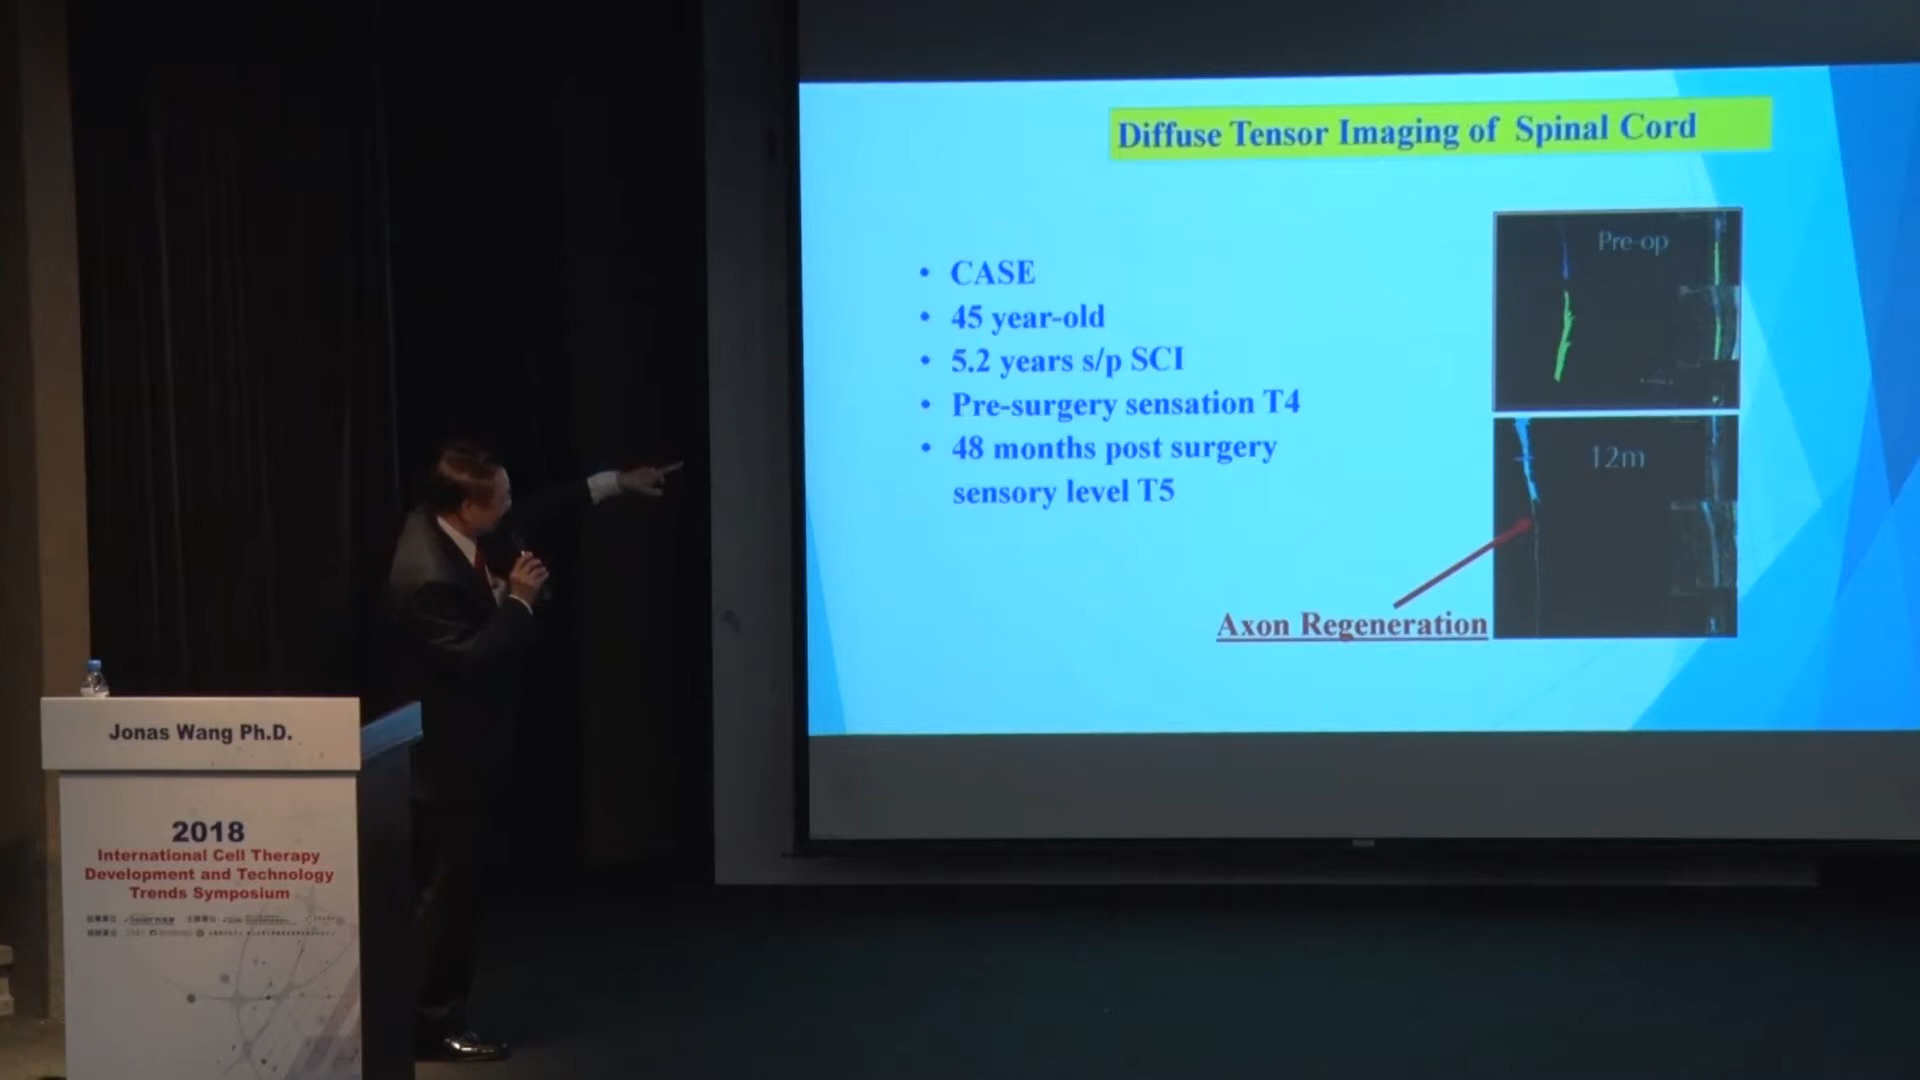 Diffuse Tensor Imaging of Spinal Cord
• CASE
• 45 year-old
• 5.2 years s/p SCI
• Pre-surgery sensation T4
• 48 months post surgery
sensory level T5
Pre-op
12m
Axon Regeneration
Jonas Wang Ph.D.
2018
International Cell Therapy
Development and Technology
Trends Symposium